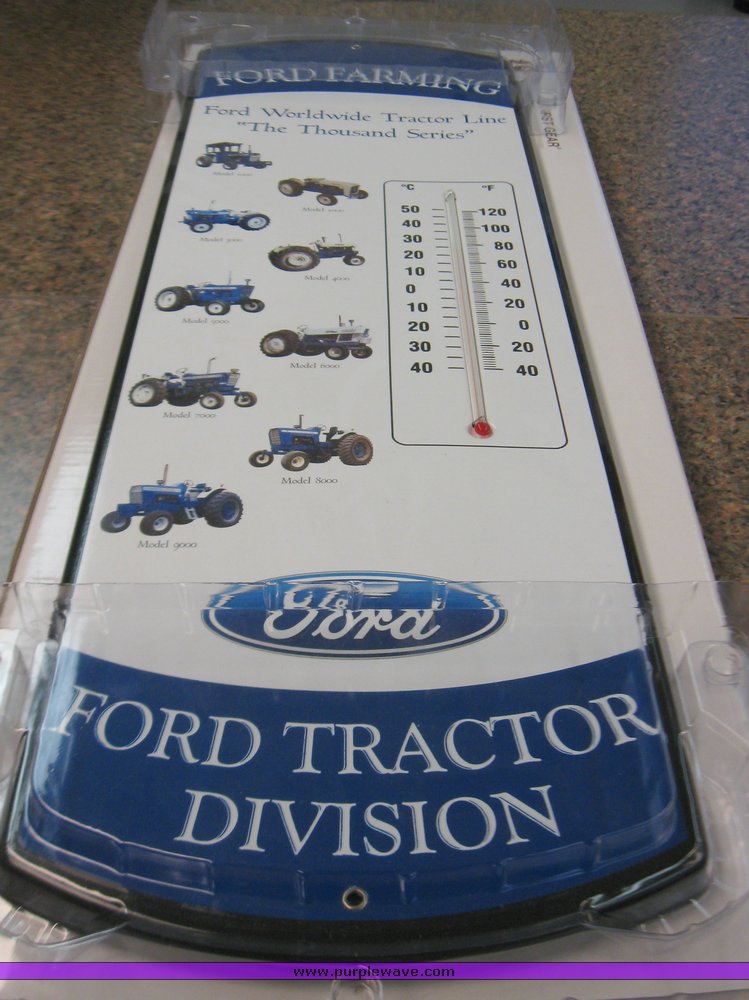 FORD FARMING
Ford Worldwide Tractor Line
"The Thousand Series"
Model 2000
Model 3000
Model 4000
Model 5000
Model 6000
Model 7000
Model 8000
Model 9000
°C °F
50 120
40 100
30 80
20 60
10 40
0 20
10 0
20 20
30 40
40
Ford
FORD TRACTOR
DIVISION
www.purplewave.com